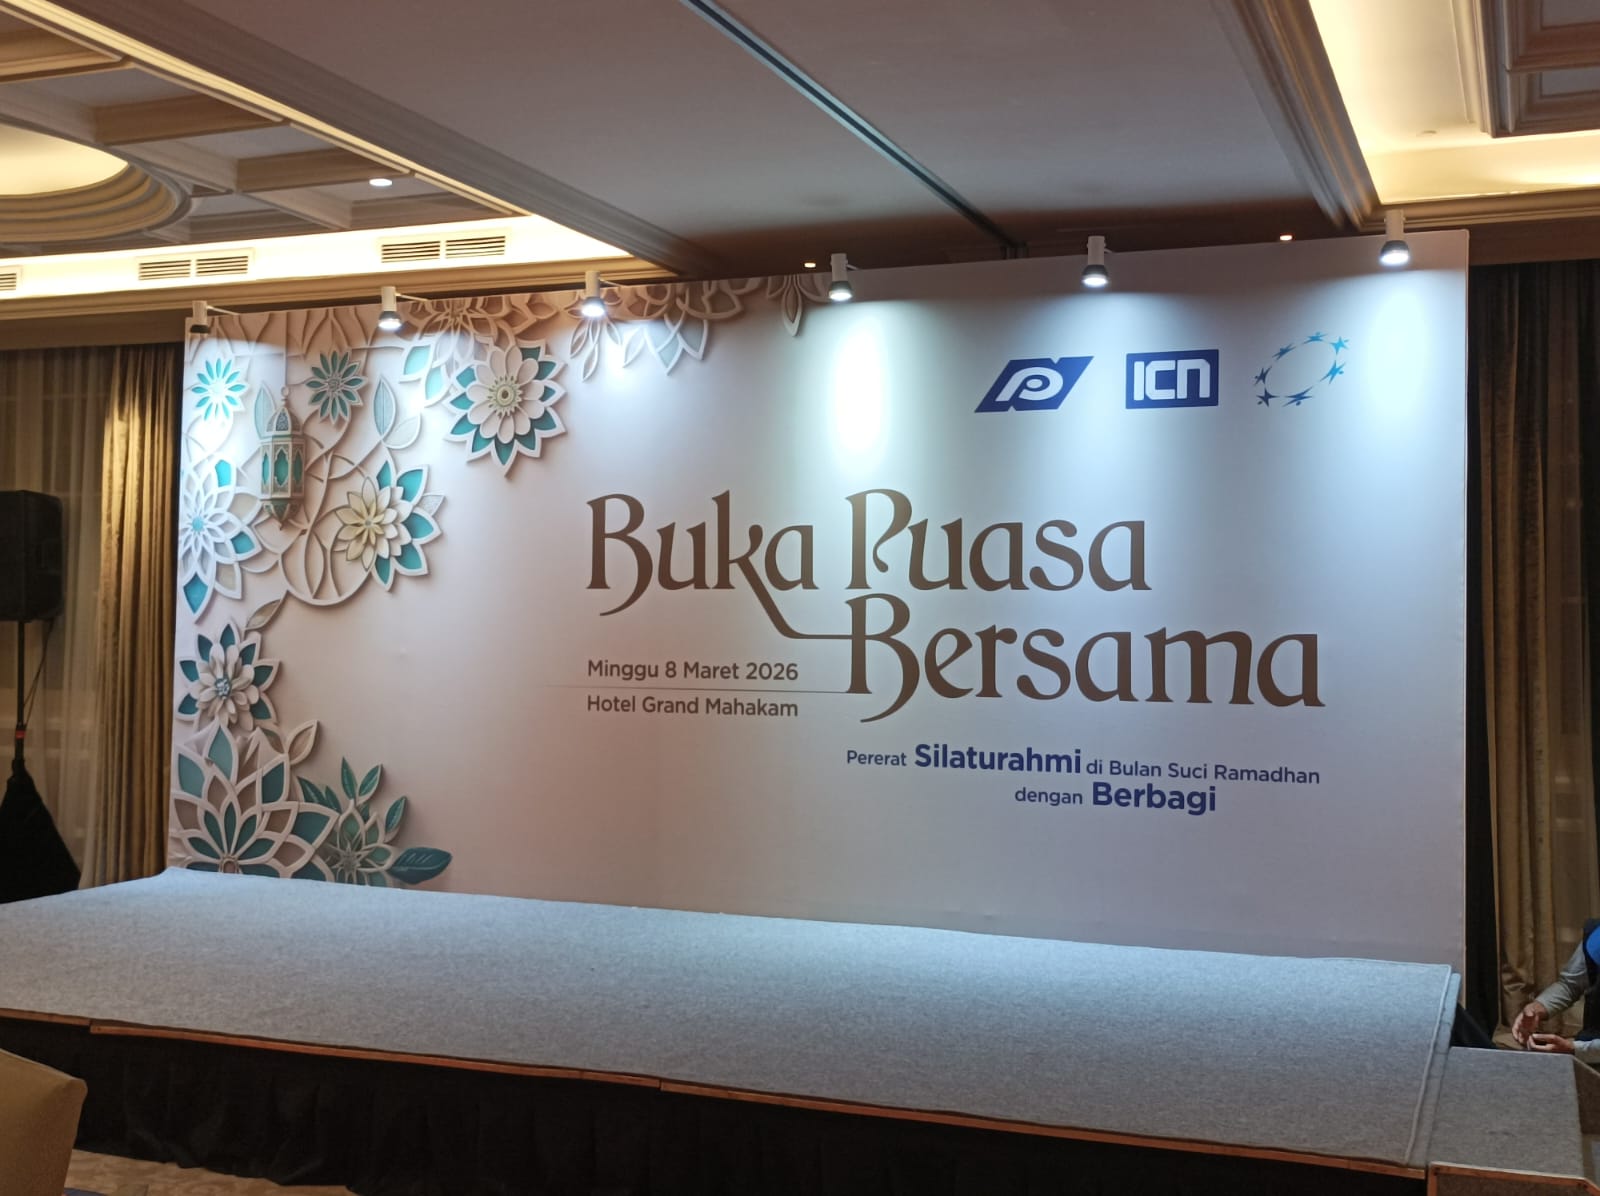 ICN
Buka Puasa
Bersama
Minggu 8 Maret 2026
Hotel Grand Mahakam
Pererat Silaturahmi di Bulan Suci Ramadhan
dengan Berbagi